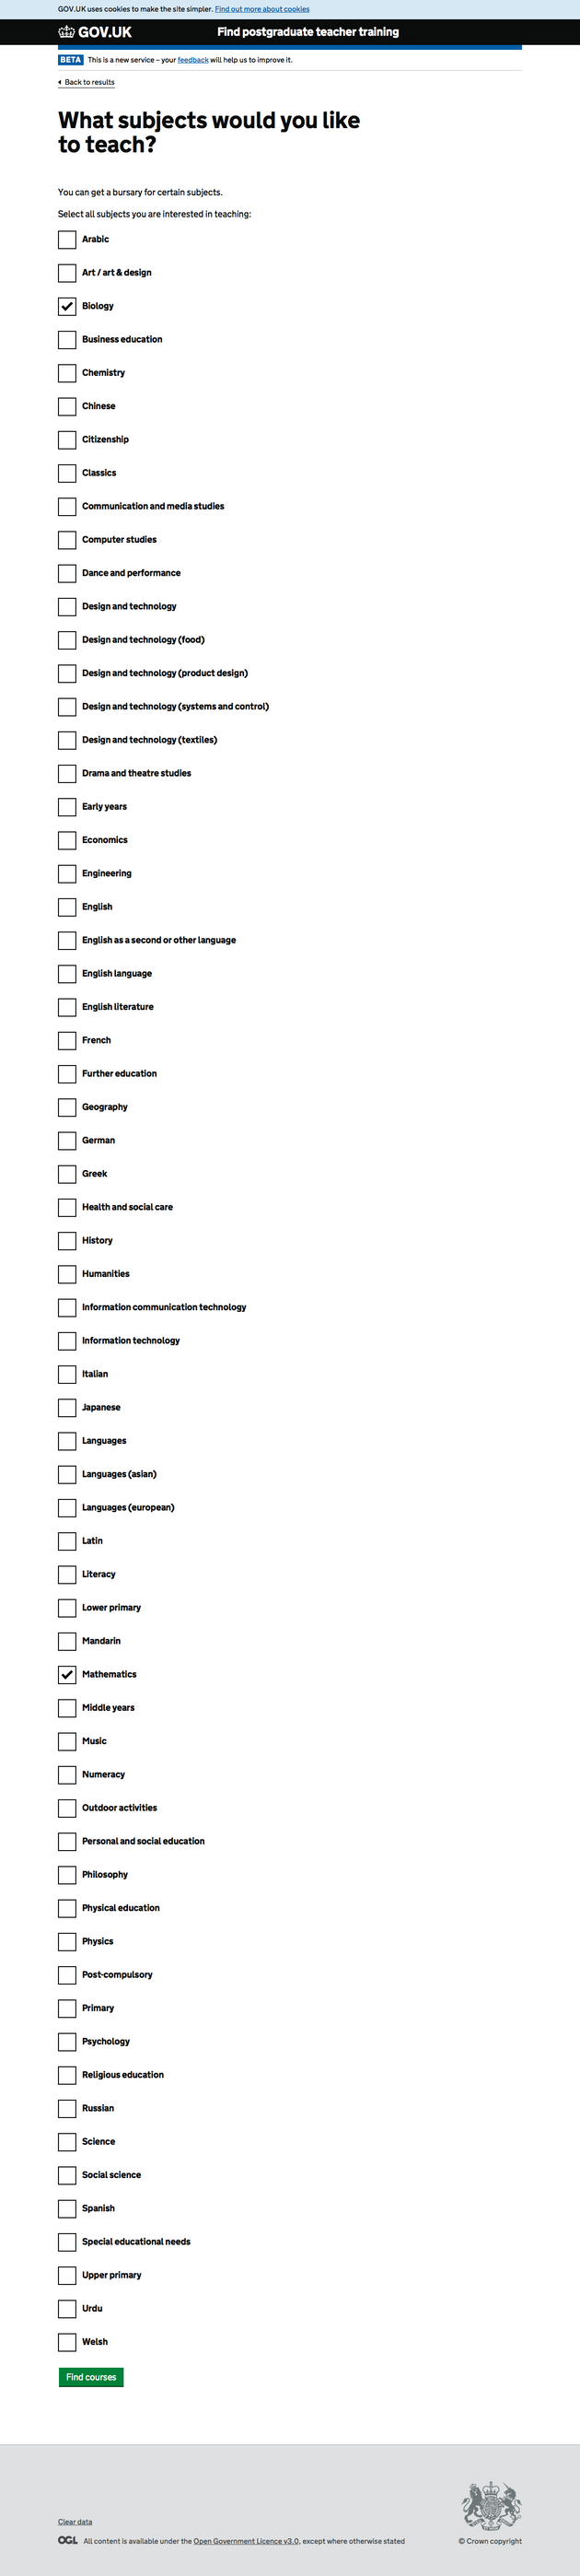 GOV.UK uses cookies to make the site simpler. Find out more about cookies
GOV.UK Find postgraduate teacher training
BETA This is a new service – your feedback will help us to improve it.
Back to results
What subjects would you like
to teach?
You can get a bursary for certain subjects.
Select all subjects you are interested in teaching:
Arabic
Art / art & design
Biology
Business education
Chemistry
Chinese
Citizenship
Classics
Communication and media studies
Computer studies
Dance and performance
Design and technology
Design and technology (food)
Design and technology (product design)
Design and technology (systems and control)
Design and technology (textiles)
Drama and theatre studies
Early years
Economics
Engineering
English
English as a second or other language
English language
English literature
French
Further education
Geography
German
Greek
Health and social care
History
Humanities
Information communication technology
Information technology
Italian
Japanese
Languages
Languages (asian)
Languages (european)
Latin
Literacy
Lower primary
Mandarin
Mathematics
Middle years
Music
Numeracy
Outdoor activities
Personal and social education
Philosophy
Physical education
Physics
Post-compulsory
Primary
Psychology
Religious education
Russian
Science
Social science
Spanish
Special educational needs
Upper primary
Urdu
Welsh
Find courses
Clear data
OGL All content is available under the Open Government Licence v3.0, except where otherwise stated
© Crown copyright